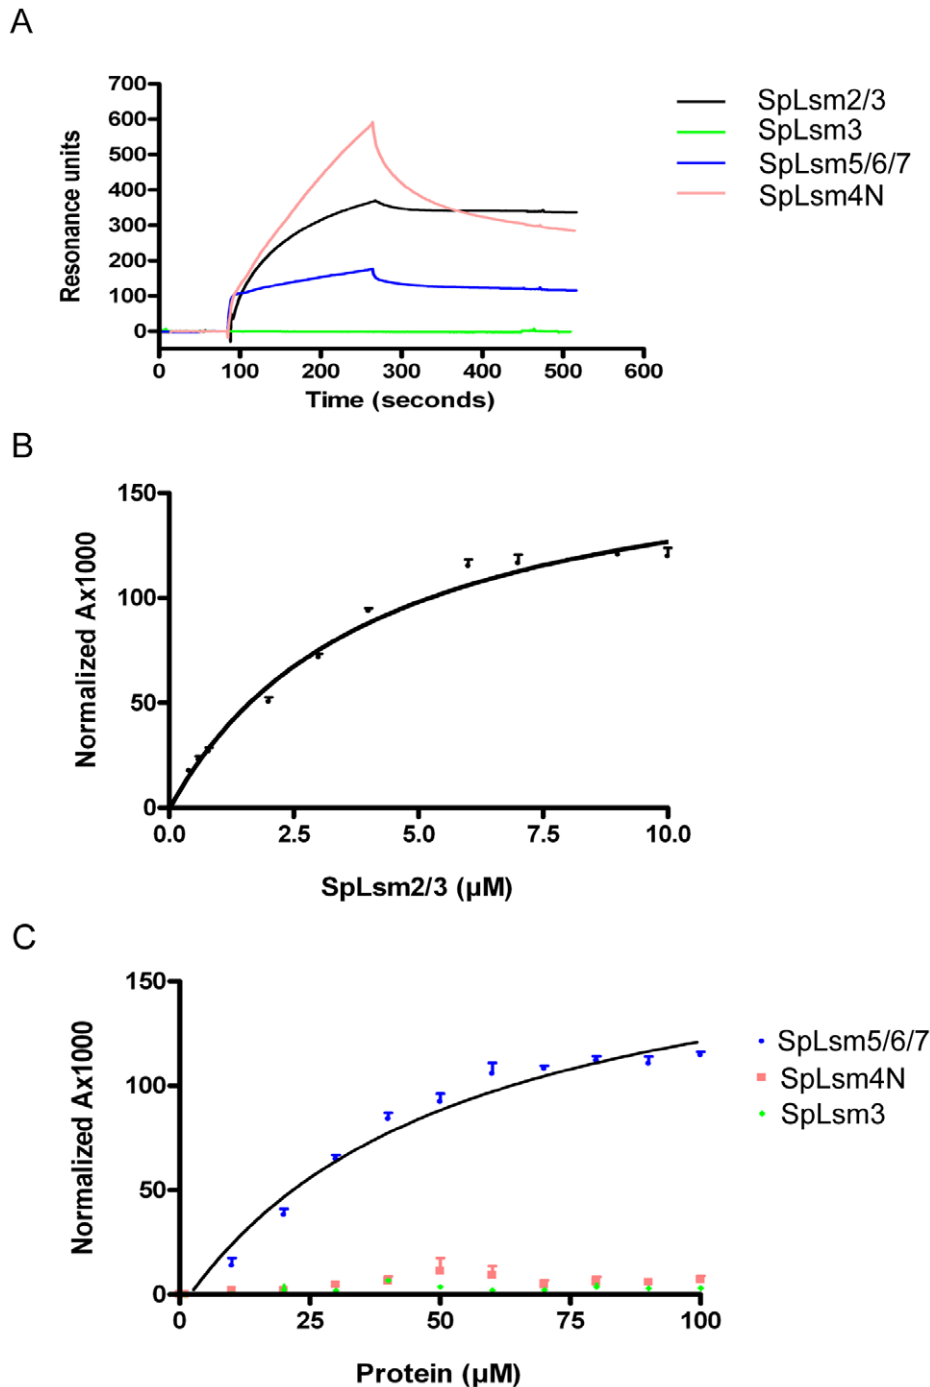 A
700
600
500
400
300
200
100
0
Resonance units
0 100 200 300 400 500 600
Time (seconds)
SpLsm2/3
SpLsm3
SpLsm5/6/7
SpLsm4N
B
150
100
50
0
Normalized Ax1000
0.0 2.5 5.0 7.5 10.0
SpLsm2/3 (µM)
C
150
100
50
0
Normalized Ax1000
0 25 50 75 100
Protein (µM)
SpLsm5/6/7
SpLsm4N
SpLsm3